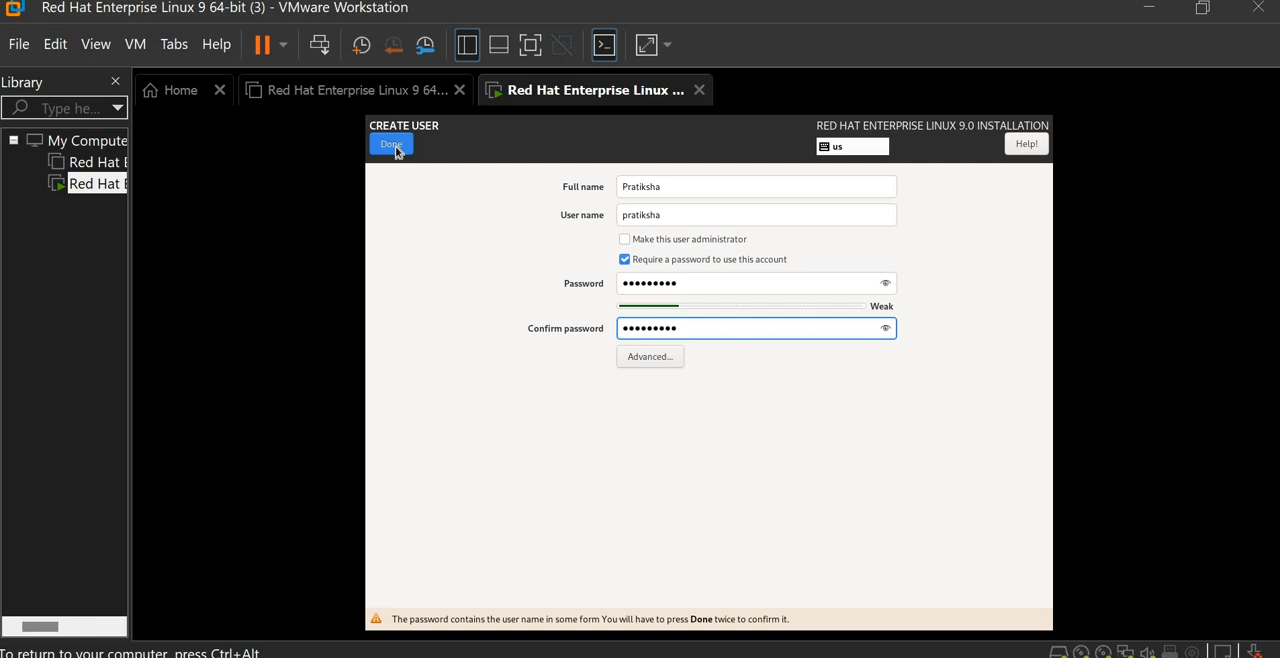 Red Hat Enterprise Linux 9 64-bit (3) - VMware Workstation
File Edit View VM Tabs Help
Library
Type he...
Home
Red Hat Enterprise Linux 9 64...
Red Hat Enterprise Linux ...
My Compute
Red Hat E
Red Hat E
CREATE USER
RED HAT ENTERPRISE LINUX 9.0 INSTALLATION
Done
us
Help!
Full name Pratiksha
User name pratiksha
Make this user administrator
Require a password to use this account
Password •••••••••
Weak
Confirm password •••••••••
Advanced...
The password contains the user name in some form You will have to press Done twice to confirm it.
To return to your computer, press Ctrl+Alt.